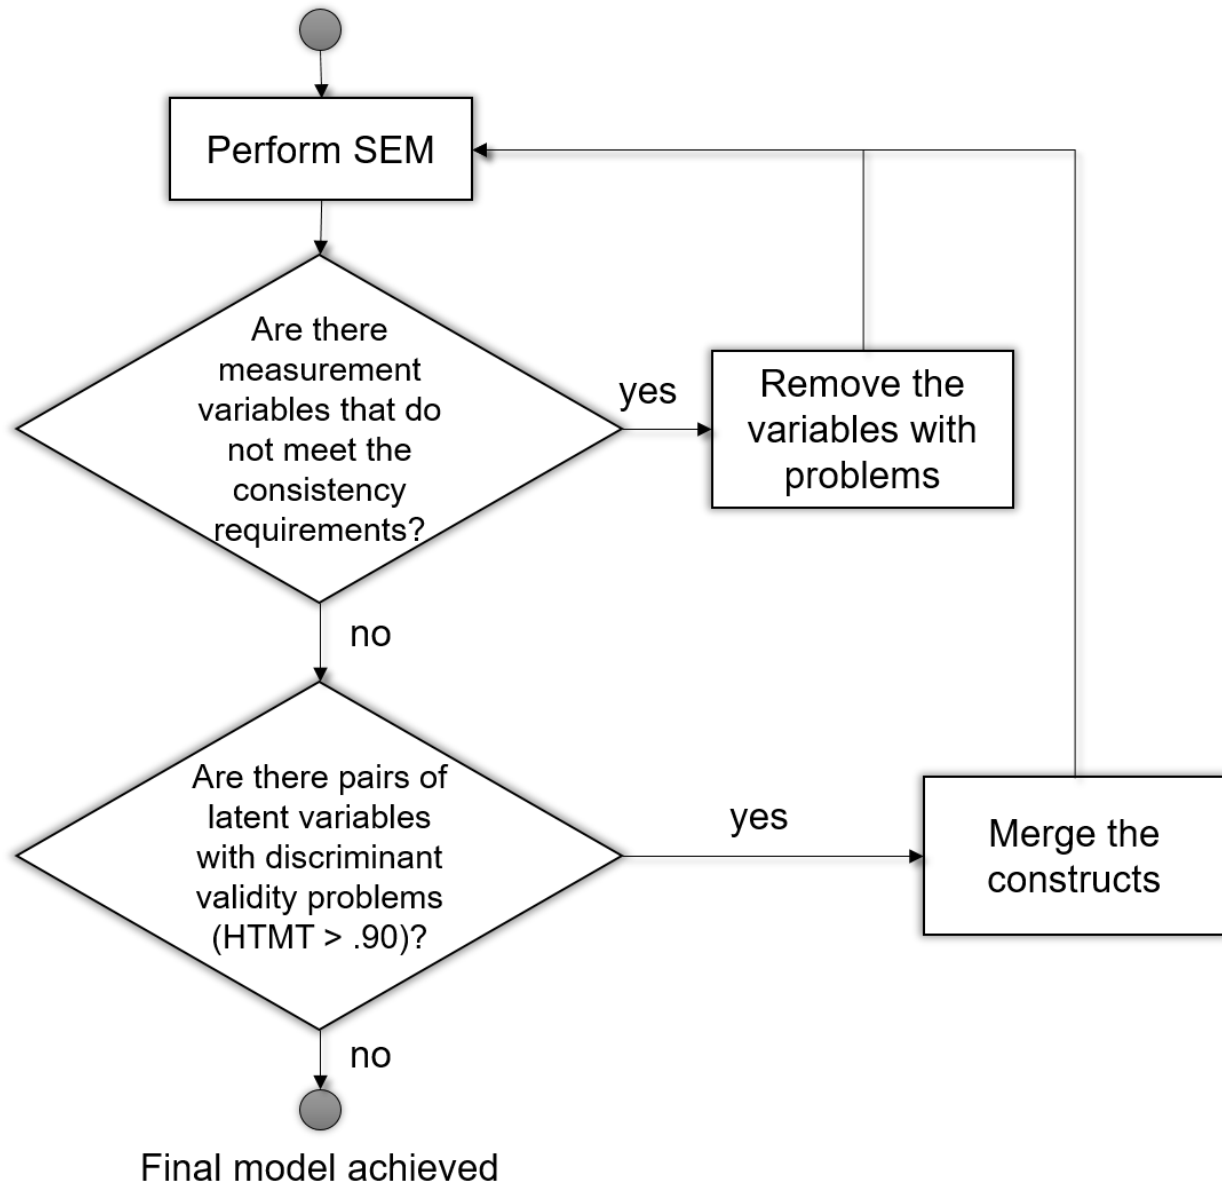 Perform SEM
Are there
measurement
variables that do
not meet the
consistency
requirements?
yes
Remove the
variables with
problems
no
Are there pairs of
latent variables
with discriminant
validity problems
(HTMT > .90)?
yes
Merge the
constructs
no
Final model achieved